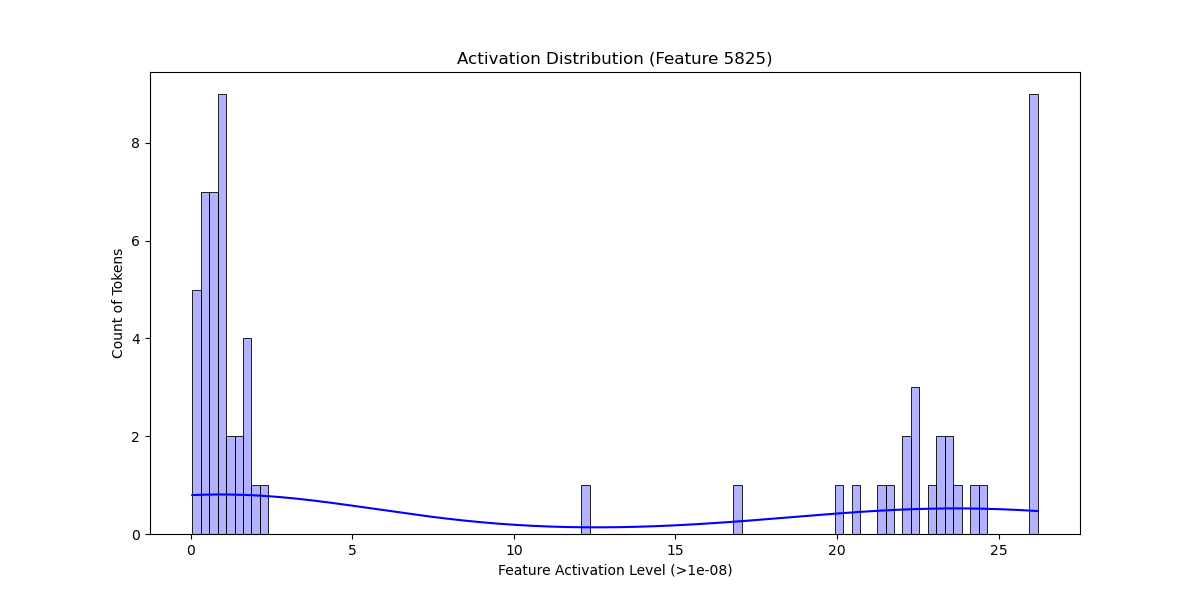 Activation Distribution (Feature 5825)
Count of Tokens
8
6
4
2
0
0 5 10 15 20 25
Feature Activation Level (>1e-08)